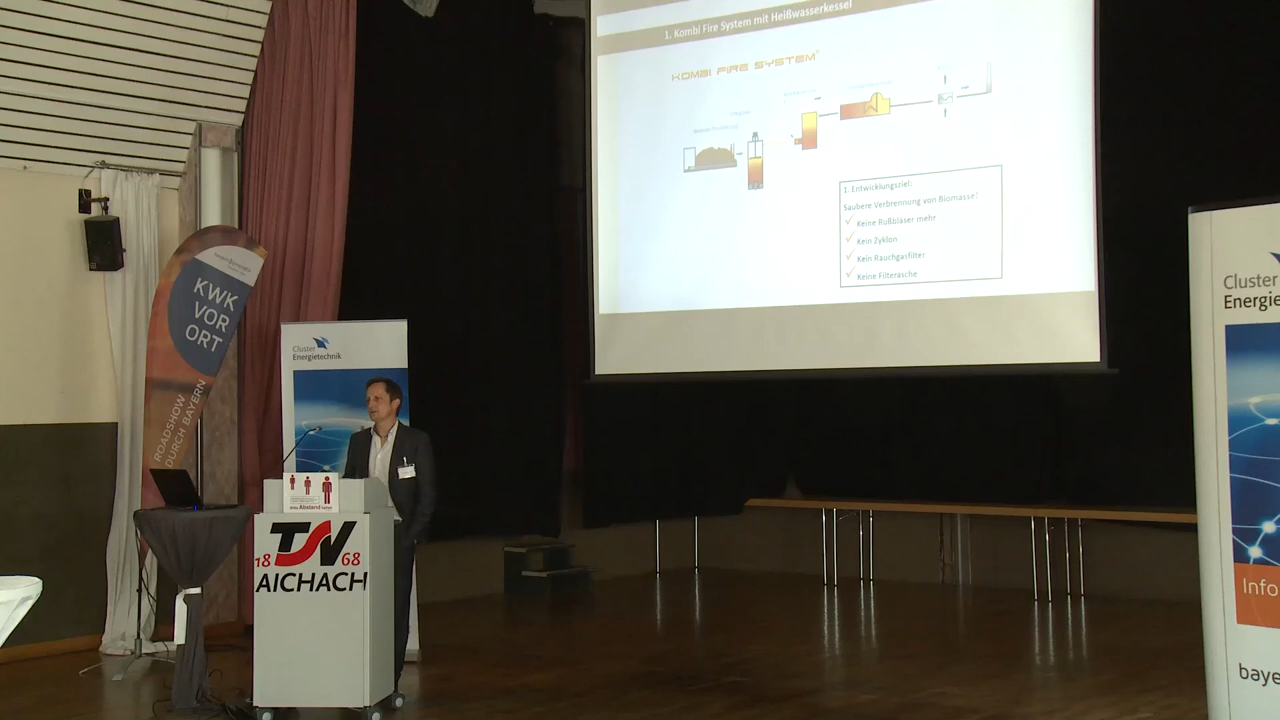 1. Kombi Fire System mit Heißwasserkessel
KOMBI FIRE SYSTEM
1. Entwicklungsziel:
Saubere Verbrennung von Biomasse!
Keine Rußbläser mehr
Kein Zyklon
Kein Rauchgasfilter
Keine Filterasche
KWK
VOR
ORT
ROADSHOW
DURCH BAYERN
Cluster
Energietechnik
Abstand
TSV
18 68
AICHACH
Cluster
Energie
Info
baye